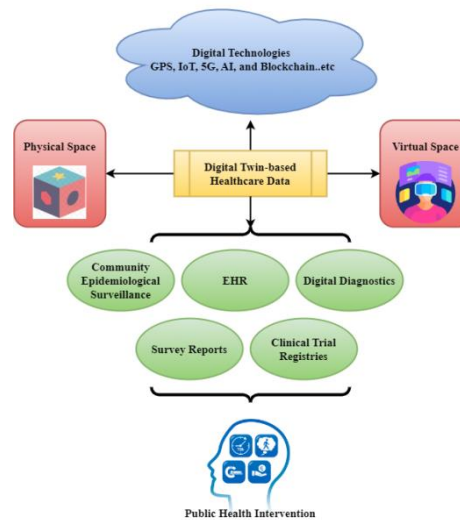 Digital Technologies
GPS, IoT, 5G, AI, and Blockchain..etc
Physical Space
Digital Twin-based
Healthcare Data
Virtual Space
Community
Epidemiological
Surveillance
EHR
Digital Diagnostics
Survey Reports
Clinical Trial
Registries
Public Health Intervention